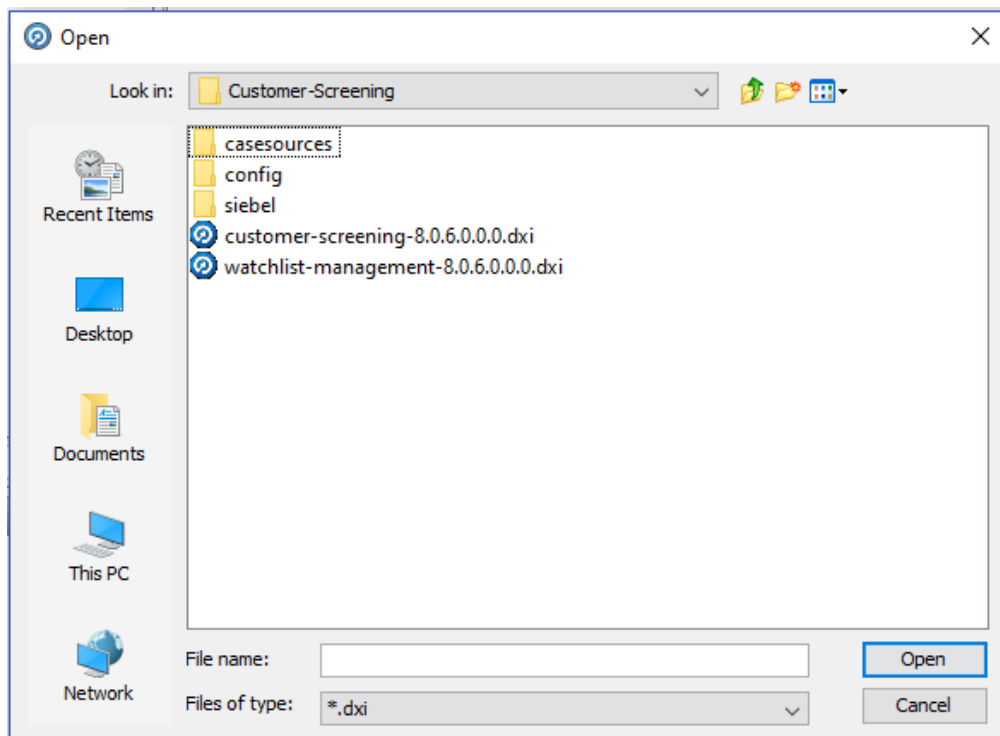 Open
Look in: Customer-Screening
casesources
config
siebel
customer-screening-8.0.6.0.0.0.dxi
watchlist-management-8.0.6.0.0.0.dxi
Recent Items
Desktop
Documents
This PC
Network
File name:
Open
Files of type: *.dxi
Cancel